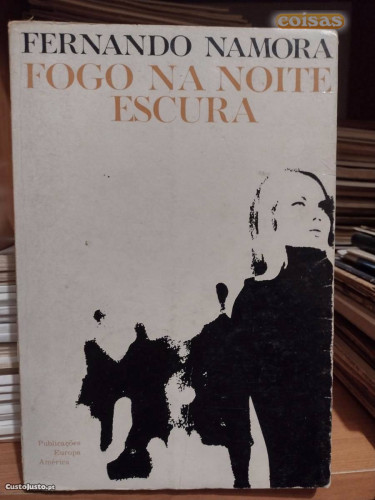 coisas
FERNANDO NAMORA
FOGO NA NOITE
ESCURA
Publicações
Europa
América
CustoJusto.pt